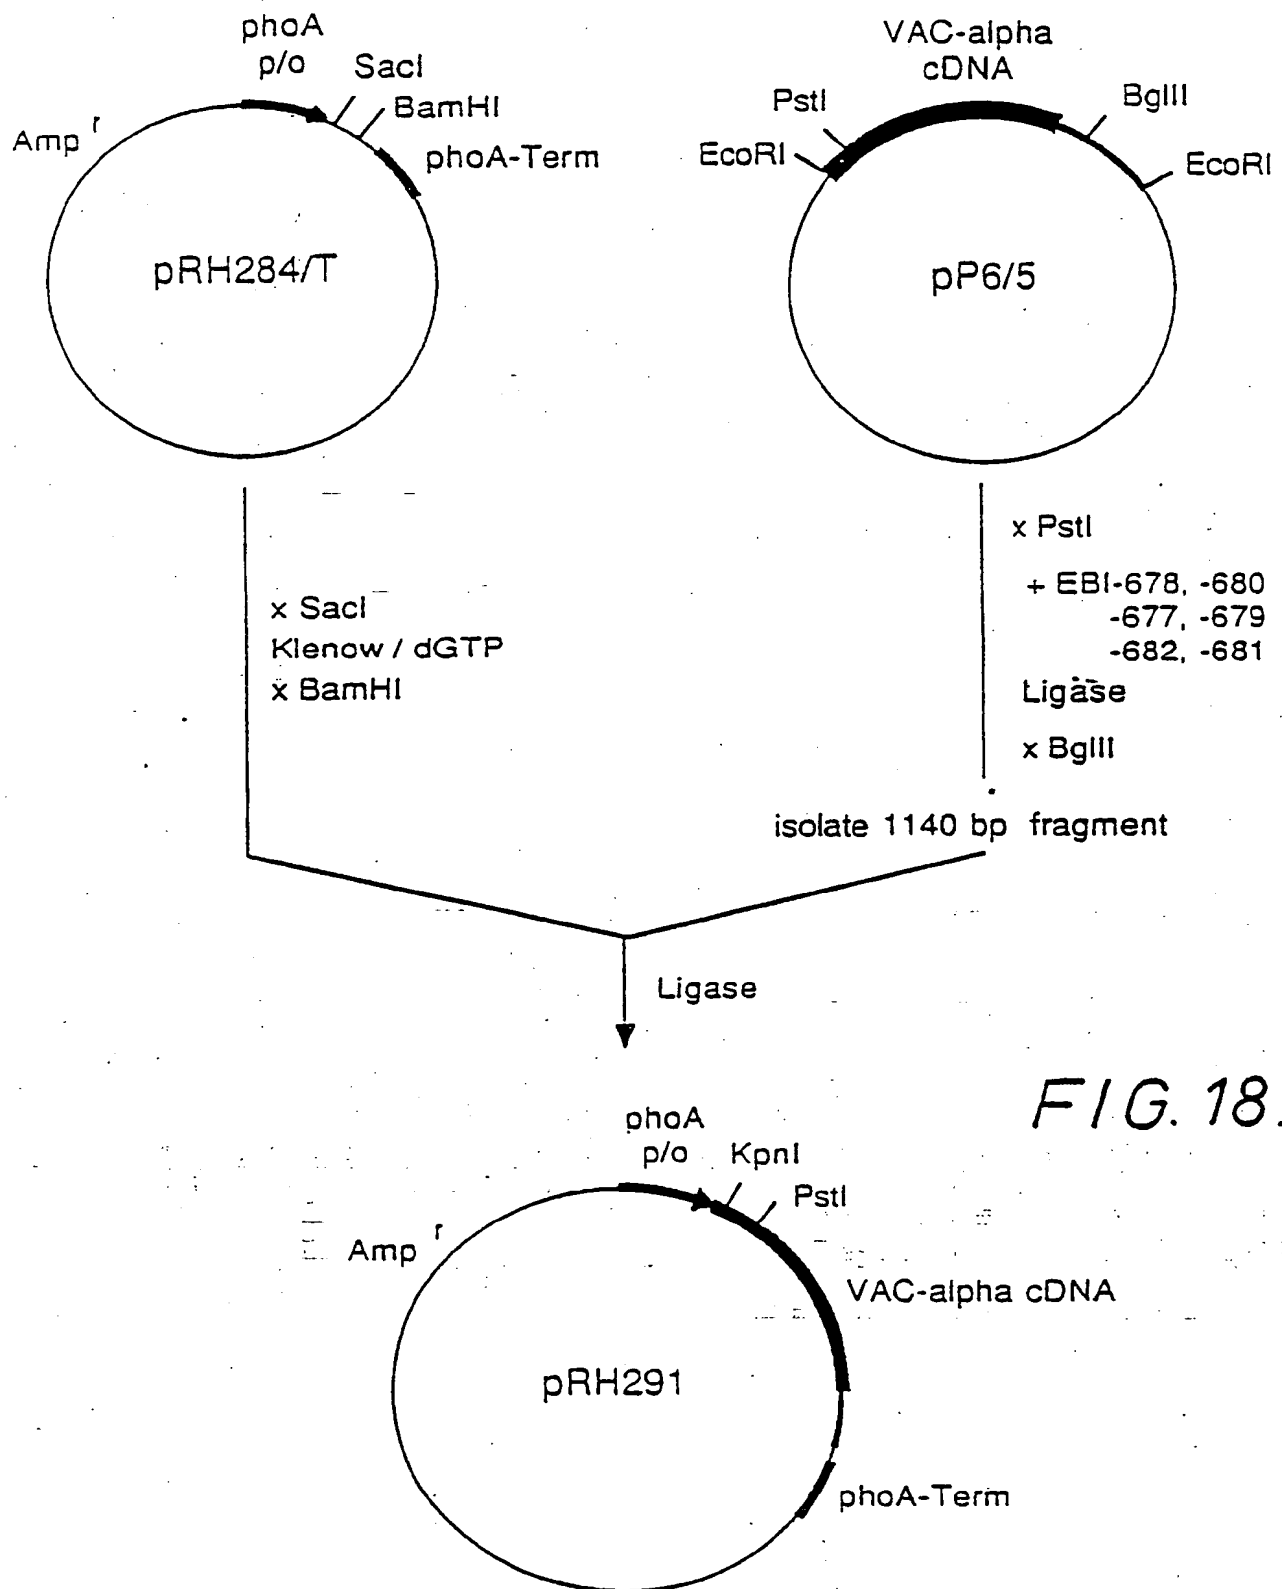 phoA
p/o
SacI
BamHI
Amp r
phoA-Term
pRH284/T
VAC-alpha
cDNA
PstI
BglII
EcoRI
EcoRI
pP6/5
x SacI
Klenow / dGTP
x BamHI
x PstI
+ EBI-678, -680
-677, -679
-682, -681
Ligase
x BglII
isolate 1140 bp fragment
Ligase
FIG. 18.
phoA
p/o
KpnI
PstI
Amp r
VAC-alpha cDNA
pRH291
phoA-Term